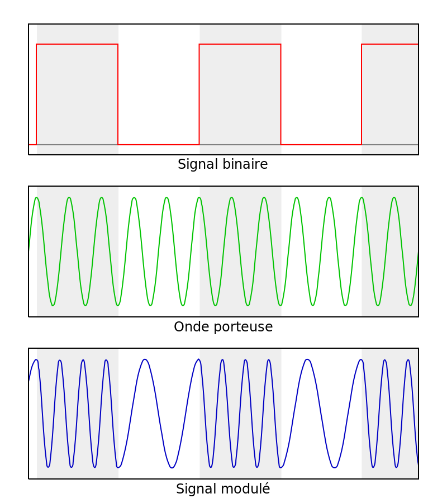 Signal binaire
Onde porteuse
Signal modulé